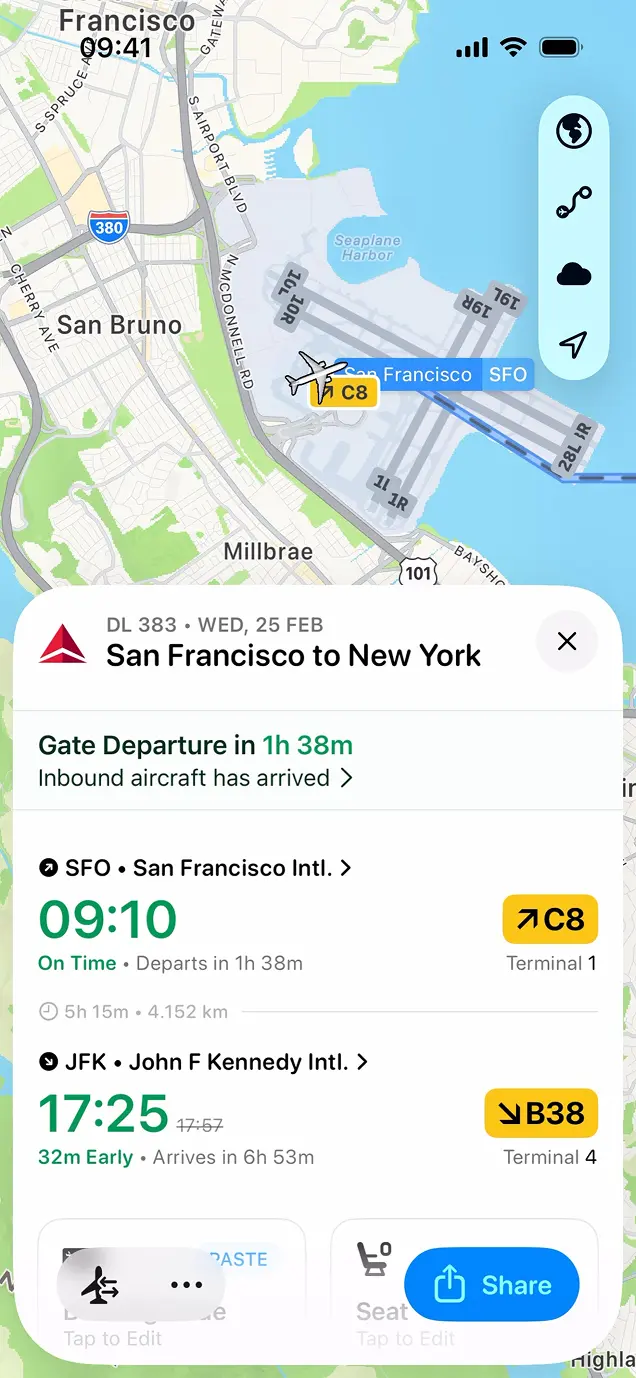 Francisco
09:41
GATEWAY
S SPRUCE A
S AIRPORT BLVD
380
N MCDONNELL RD
CHERRY AVE
San Bruno
Seaplane
Harbor
10L
10R
19L
19R
San Francisco SFO
C8
28L
1R
Millbrae
101
BAYSHO
DL 383 • WED, 25 FEB
San Francisco to New York
Gate Departure in 1h 38m
Inbound aircraft has arrived
SFO • San Francisco Intl.
09:10
C8
On Time • Departs in 1h 38m
Terminal 1
5h 15m • 4.152 km
JFK • John F Kennedy Intl.
17:25 17:57
B38
32m Early • Arrives in 6h 53m
Terminal 4
PASTE
0
Seat
Share
Tap to Edit
Tap to Edit
Highla